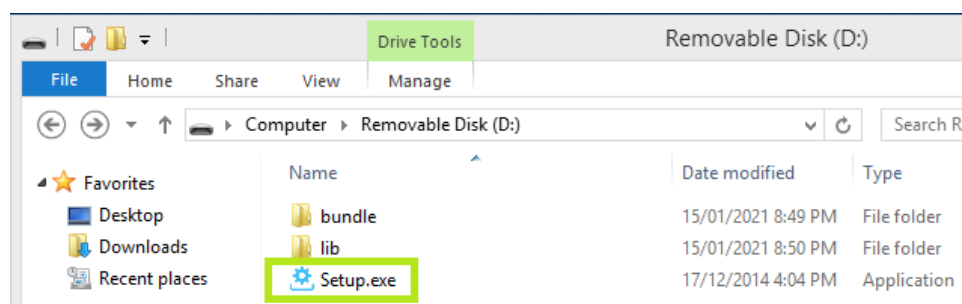 Drive Tools Removable Disk (D:)
File Home Share View Manage
Computer Removable Disk (D:) Search R
Name Date modified Type
Favorites
Desktop bundle 15/01/2021 8:49 PM File folder
Downloads lib 15/01/2021 8:50 PM File folder
Recent places Setup.exe 17/12/2014 4:04 PM Application